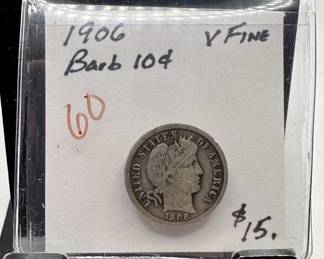 1906 V FINE
Barb 10¢
60
UNITED STATES OF AMERICA
1906
$15.